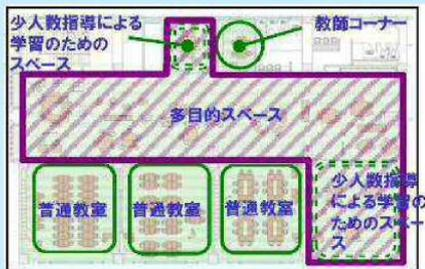 少人数指導による
学習のための
スペース
教師コーナー
多目的スペース
普通教室
普通教室
普通教室
少人数指導
による学習の
ためのスペー
ス